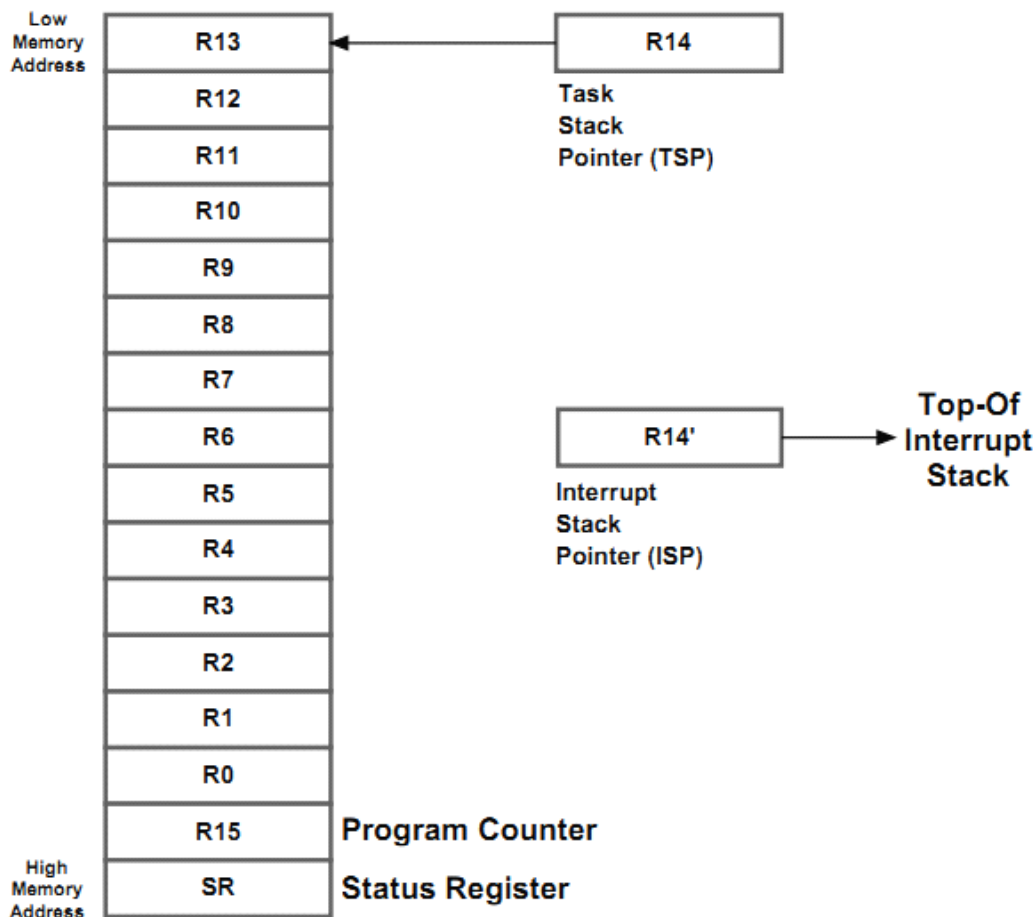 Low
Memory
Address
R13
R14
R12
Task
Stack
Pointer (TSP)
R11
R10
R9
R8
R7
R6
R14'
Top-Of
Interrupt
Stack
R5
Interrupt
Stack
Pointer (ISP)
R4
R3
R2
R1
R0
R15
Program Counter
High
Memory
Address
SR
Status Register